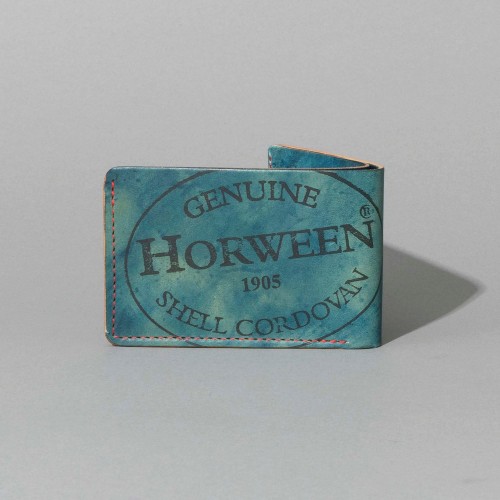 GENUINE
HORWEEN®
1905
SHELL CORDOVAN